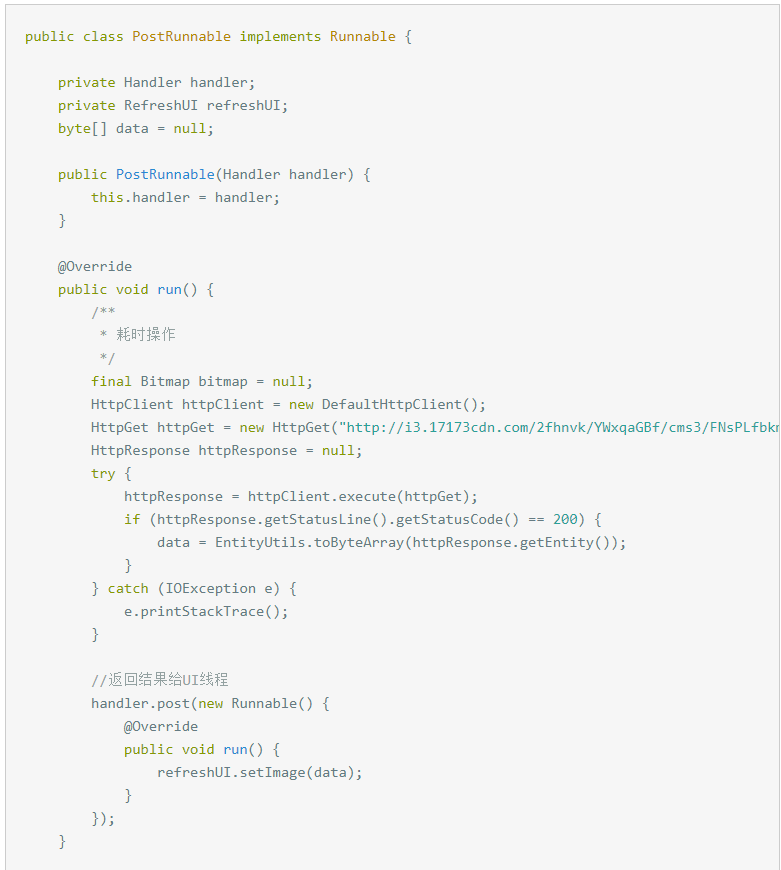 public class PostRunnable implements Runnable {
private Handler handler;
private RefreshUI refreshUI;
byte[] data = null;
public PostRunnable(Handler handler) {
this.handler = handler;
}
@Override
public void run() {
/**
* 耗时操作
*/
final Bitmap bitmap = null;
HttpClient httpClient = new DefaultHttpClient();
HttpGet httpGet = new HttpGet("http://i3.17173cdn.com/2fhnvk/YWxqaGBf/cms3/FNsPLfbkn
HttpResponse httpResponse = null;
try {
httpResponse = httpClient.execute(httpGet);
if (httpResponse.getStatusLine().getStatusCode() == 200) {
data = EntityUtils.toByteArray(httpResponse.getEntity());
}
} catch (IOException e) {
e.printStackTrace();
}
//返回结果给UI线程
handler.post(new Runnable() {
@Override
public void run() {
refreshUI.setImage(data);
}
});
}